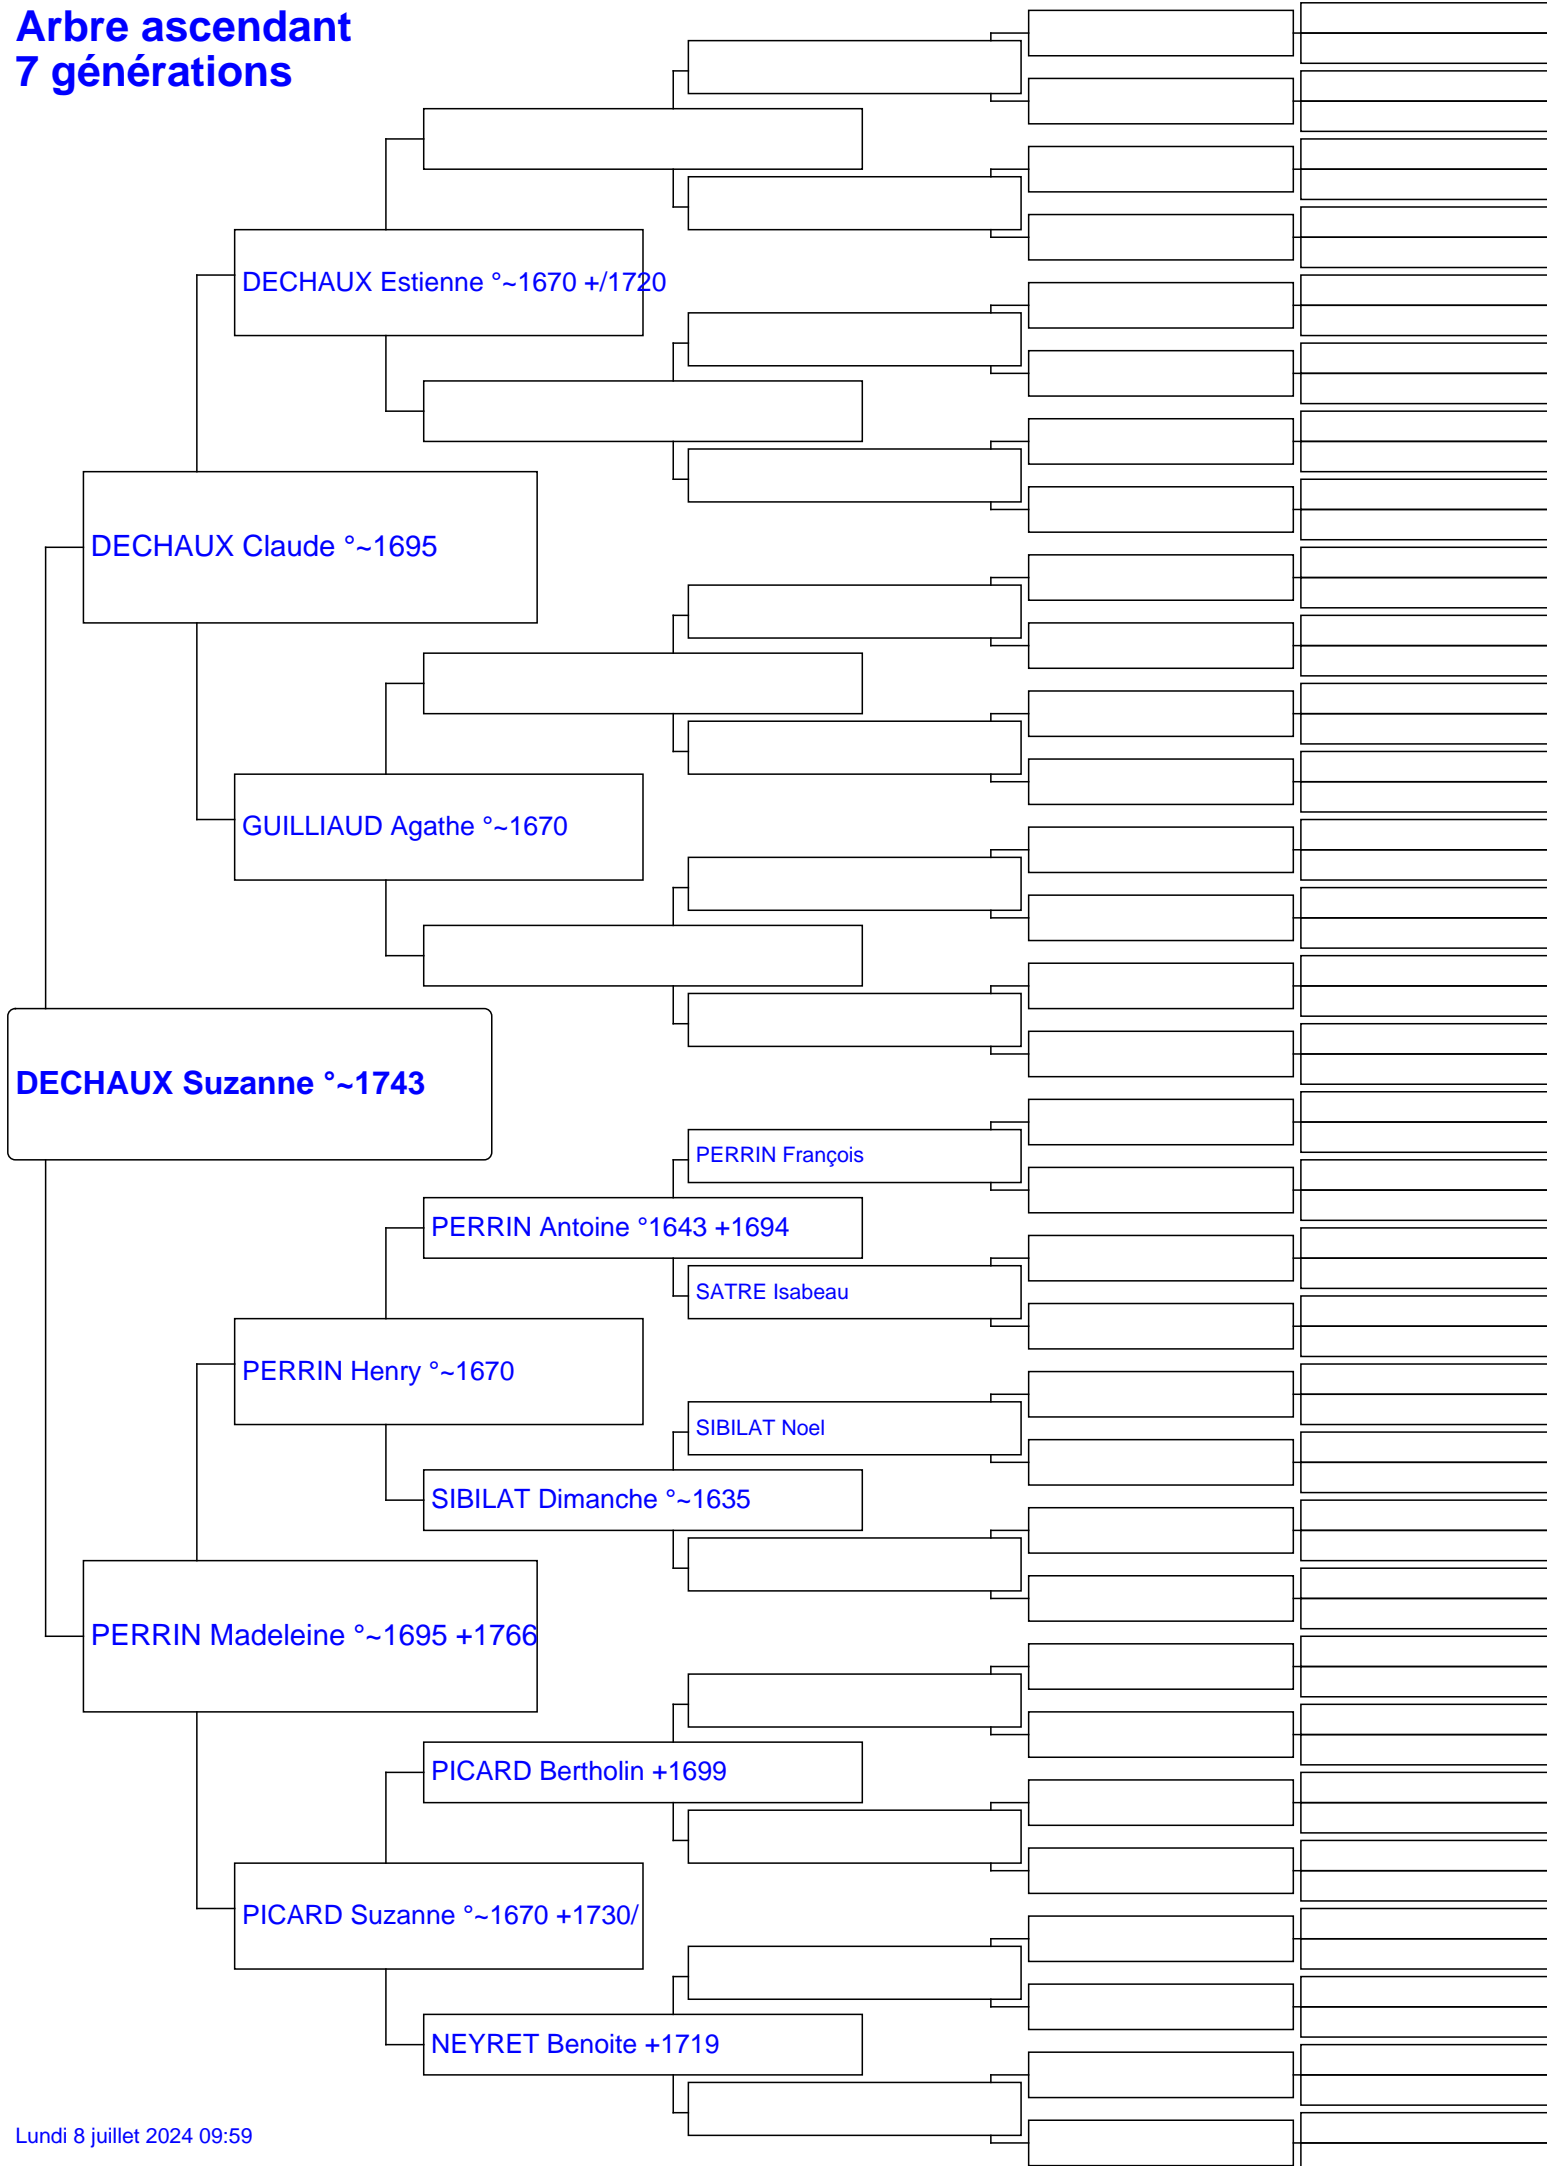 Arbre ascendant
7 générations
DECHAUX Estienne °~1670 +/1720
DECHAUX Claude °~1695
GUILLIAUD Agathe °~1670
DECHAUX Suzanne °~1743
PERRIN François
PERRIN Antoine °1643 +1694
SATRE Isabeau
PERRIN Henry °~1670
SIBILAT Noel
SIBILAT Dimanche °~1635
PERRIN Madeleine °~1695 +1766
PICARD Bertholin +1699
PICARD Suzanne °~1670 +1730/
NEYRET Benoite +1719
Lundi 8 juillet 2024 09:59